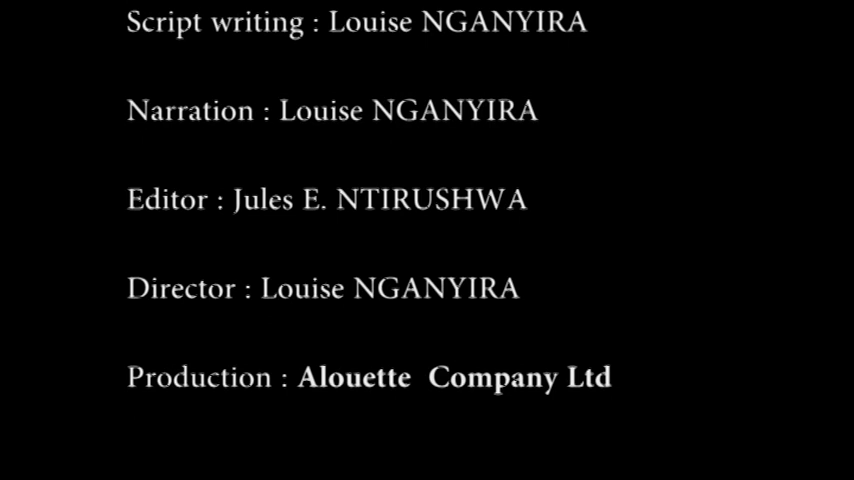 Script writing : Louise NGANYIRA
Narration : Louise NGANYIRA
Editor : Jules E. NTIRUSHWA
Director : Louise NGANYIRA
Production : Alouette Company Ltd